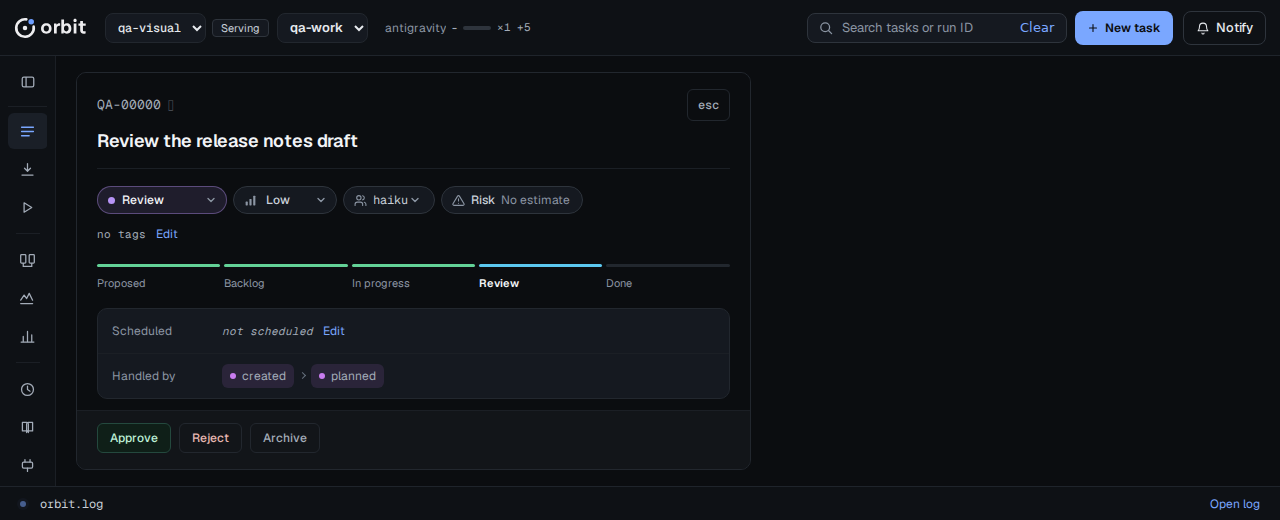 orbit qa-visual Serving qa-work antigravity - ×1 +5 Search tasks or run ID Clear + New task Notify
QA-00000 esc
Review the release notes draft
Review Low haiku Risk No estimate
no tags Edit
Proposed Backlog In progress Review Done
Scheduled not scheduled Edit
Handled by created › planned
Approve Reject Archive
orbit.log Open log